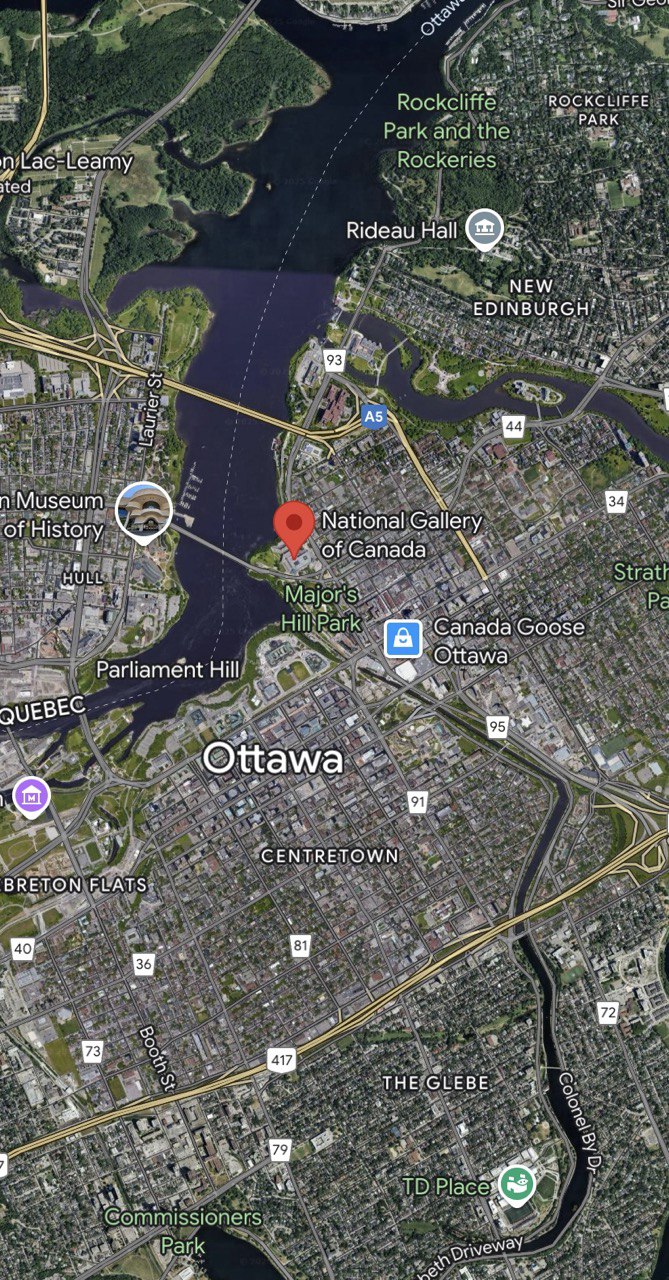 Ottawa
Sir Geo
Rockcliffe
Park and the
Rockeries
ROCKCLIFFE
PARK
on Lac-Leamy
ated
Rideau Hall
NEW
EDINBURGH
93
Laurier St
A5
44
34
n Museum
of History
National Gallery
of Canada
HULL
Major's
Hill Park
Strath
Pa
Canada Goose
Ottawa
Parliament Hill
QUEBEC
95
Ottawa
91
M
CENTRETOWN
EBRETON FLATS
40
36
81
72
73
Booth St
417
THE GLEBE
Colonel By Dr
79
7
TD Place
Commissioners
Park
beth Driveway